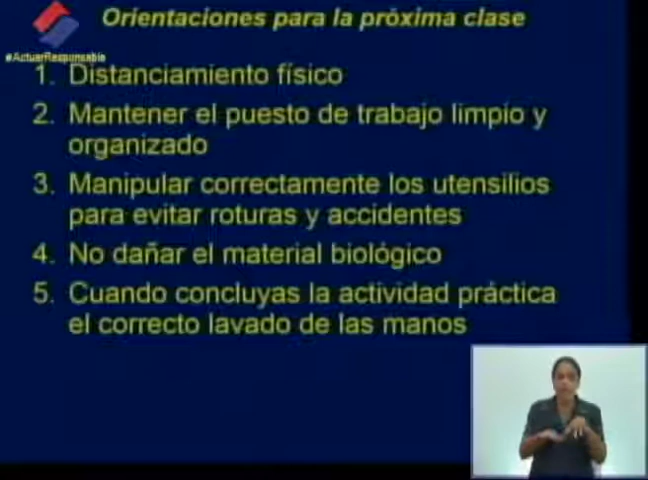 Orientaciones para la próxima clase
#ActuarResponsable
1. Distanciamiento físico
2. Mantener el puesto de trabajo limpio y
organizado
3. Manipular correctamente los utensilios
para evitar roturas y accidentes
4. No dañar el material biológico
5. Cuando concluyas la actividad práctica
el correcto lavado de las manos